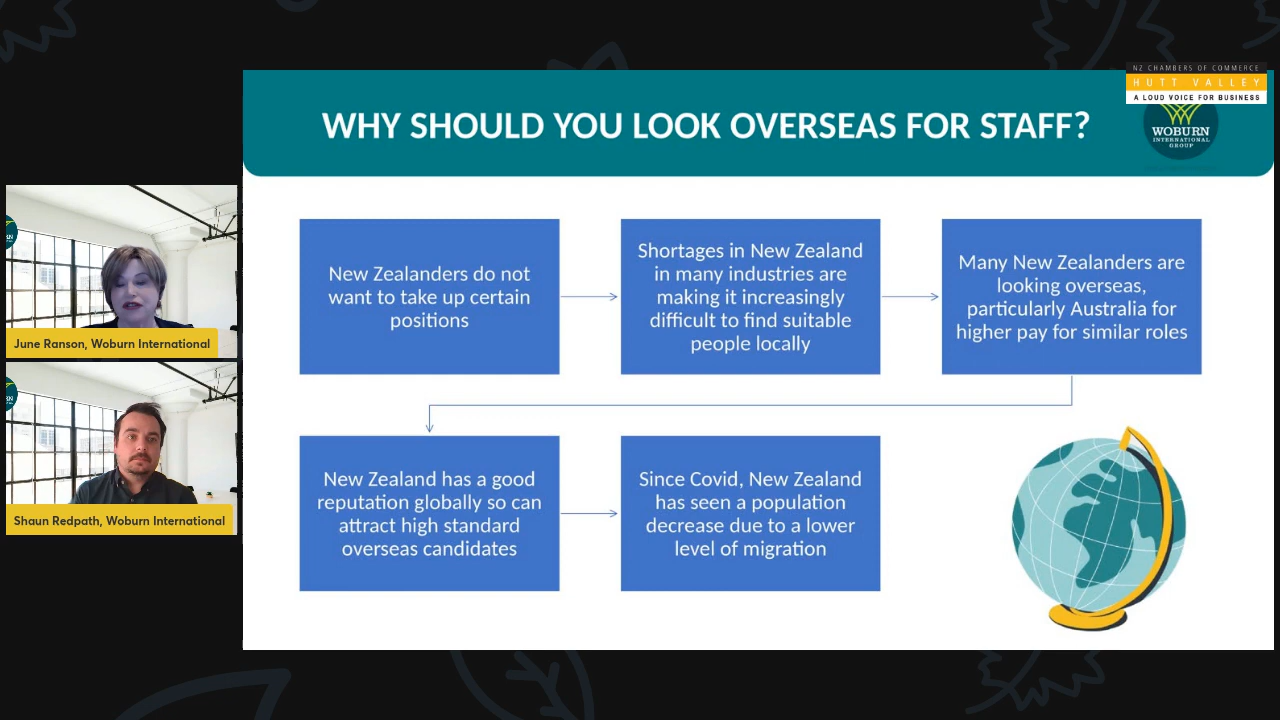 NZ CHAMBERS OF COMMERCE
HUTT VALLEY
A LOUD VOICE FOR BUSINESS
WHY SHOULD YOU LOOK OVERSEAS FOR STAFF?
WOBURN
INTERNATIONAL
GROUP
New Zealanders do not
want to take up certain
positions
Shortages in New Zealand
in many industries are
making it increasingly
difficult to find suitable
people locally
Many New Zealanders are
looking overseas,
particularly Australia for
higher pay for similar roles
New Zealand has a good
reputation globally so can
attract high standard
overseas candidates
Since Covid, New Zealand
has seen a population
decrease due to a lower
level of migration
June Ranson, Woburn International
Shaun Redpath, Woburn International